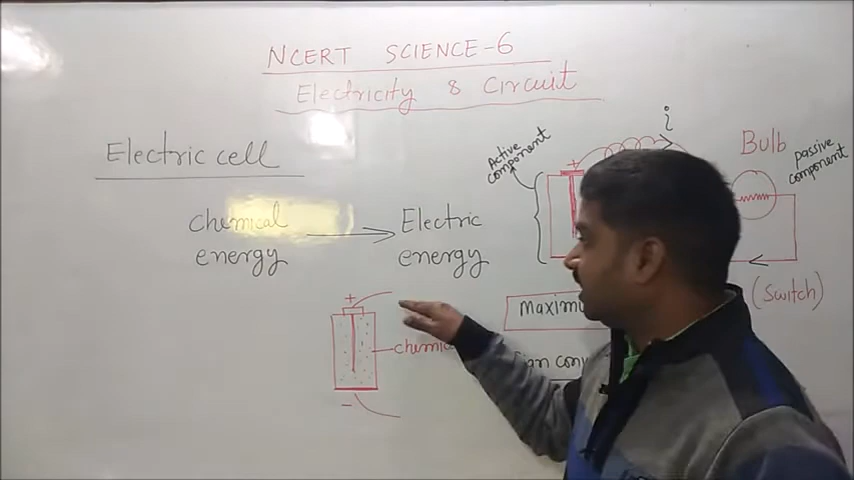 NCERT SCIENCE-6
Electricity & Circuit
Electric cell
Chemical energy
Electric energy
+
chemic
-
Active component
+
i
Bulb
passive component
(Switch)
Maximu